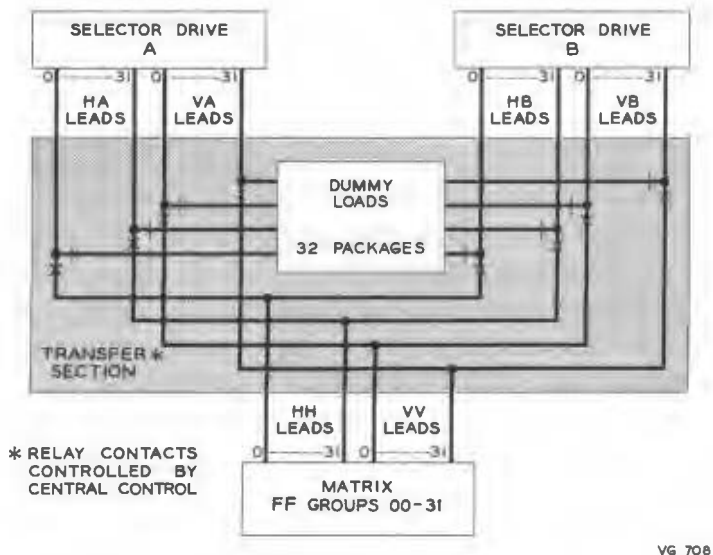 SELECTOR DRIVE
A
SELECTOR DRIVE
B
0 31 0 31
0 31 0 31
HA
LEADS
VA
LEADS
HB
LEADS
VB
LEADS
DUMMY
LOADS
32 PACKAGES
TRANSFER *
SECTION
HH
LEADS
VV
LEADS
0 31 0 31
* RELAY CONTACTS
CONTROLLED BY
CENTRAL CONTROL
MATRIX
FF GROUPS 00-31
VG 708